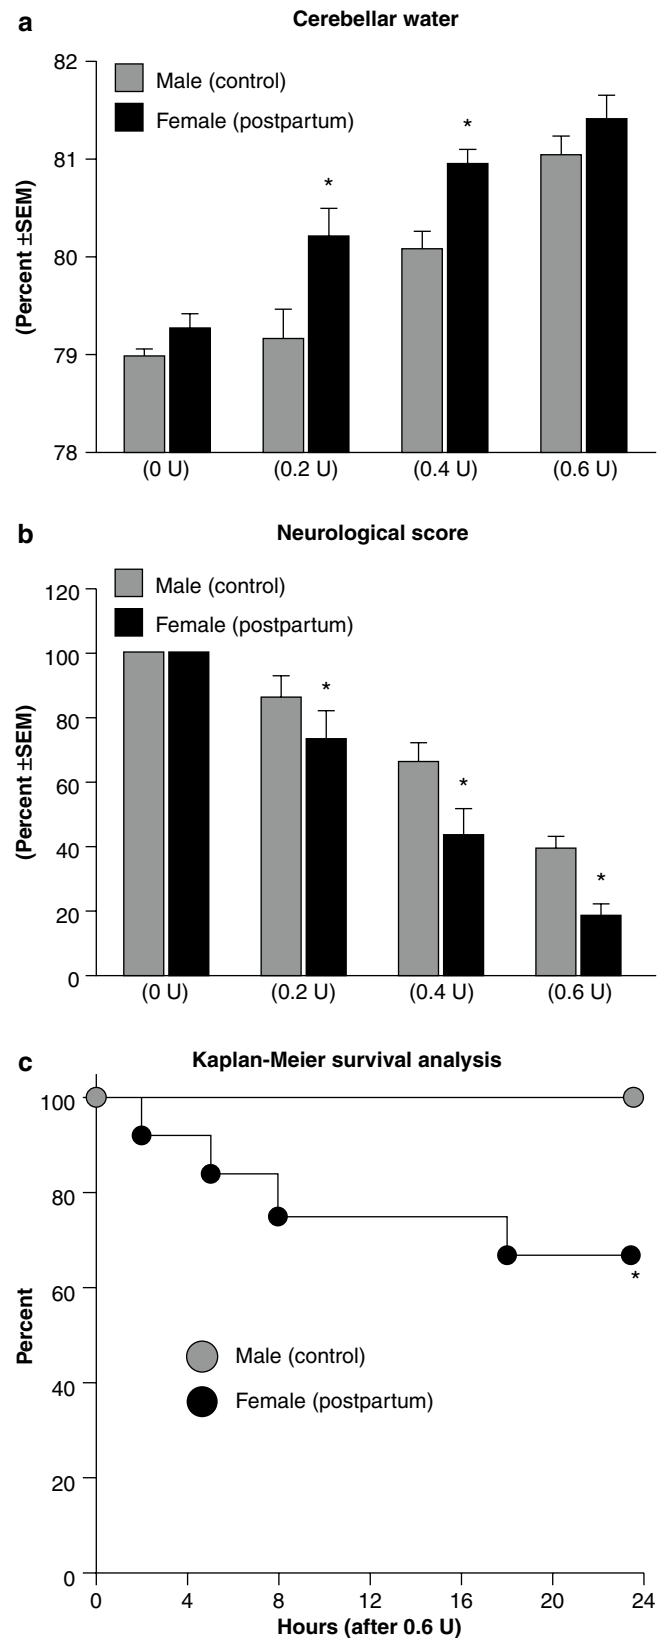 a
Cerebellar water
82
81
80
79
78
(Percent ±SEM)
Male (control)
Female (postpartum)
*
*
(0 U) (0.2 U) (0.4 U) (0.6 U)
b
Neurological score
120
100
80
60
40
20
0
(Percent ±SEM)
Male (control)
Female (postpartum)
*
*
*
(0 U) (0.2 U) (0.4 U) (0.6 U)
c
Kaplan-Meier survival analysis
100
80
60
40
20
0
Percent
*
Male (control)
Female (postpartum)
0 4 8 12 16 20 24
Hours (after 0.6 U)